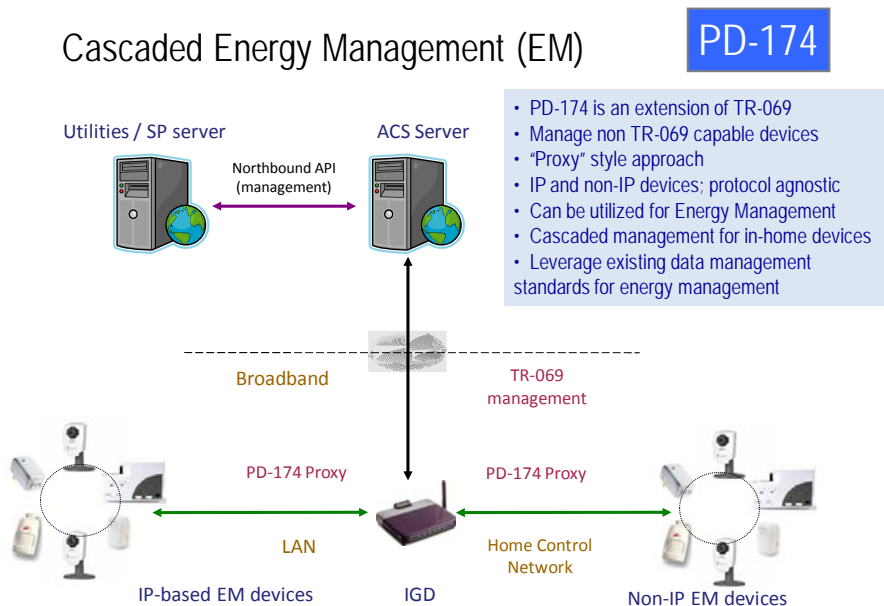 Cascaded Energy Management (EM)
PD-174
• PD-174 is an extension of TR-069
• Manage non TR-069 capable devices
• "Proxy" style approach
• IP and non-IP devices; protocol agnostic
• Can be utilized for Energy Management
• Cascaded management for in-home devices
• Leverage existing data management
standards for energy management
Utilities / SP server
ACS Server
Northbound API
(management)
Broadband
TR-069
management
PD-174 Proxy
PD-174 Proxy
LAN
Home Control
Network
IP-based EM devices
IGD
Non-IP EM devices